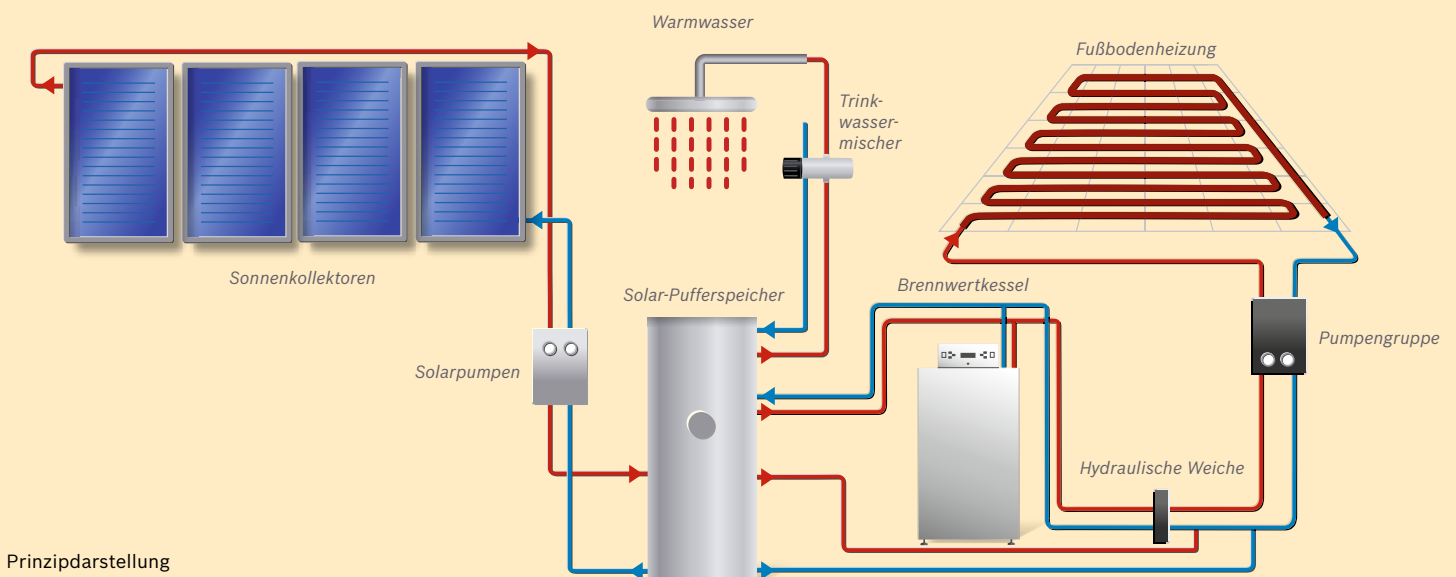 Warmwasser
Fußbodenheizung
Trink-
wasser-
mischer
Sonnenkollektoren
Solar-Pufferspeicher
Brennwertkessel
Solarpumpen
Pumpengruppe
Hydraulische Weiche
Prinzipdarstellung